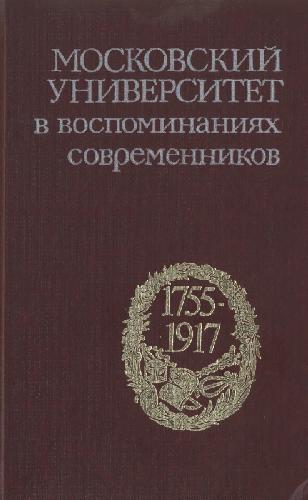 МОСКОВСКИЙ
УНИВЕРСИТЕТ
в воспоминаниях
современников
1755-
1917